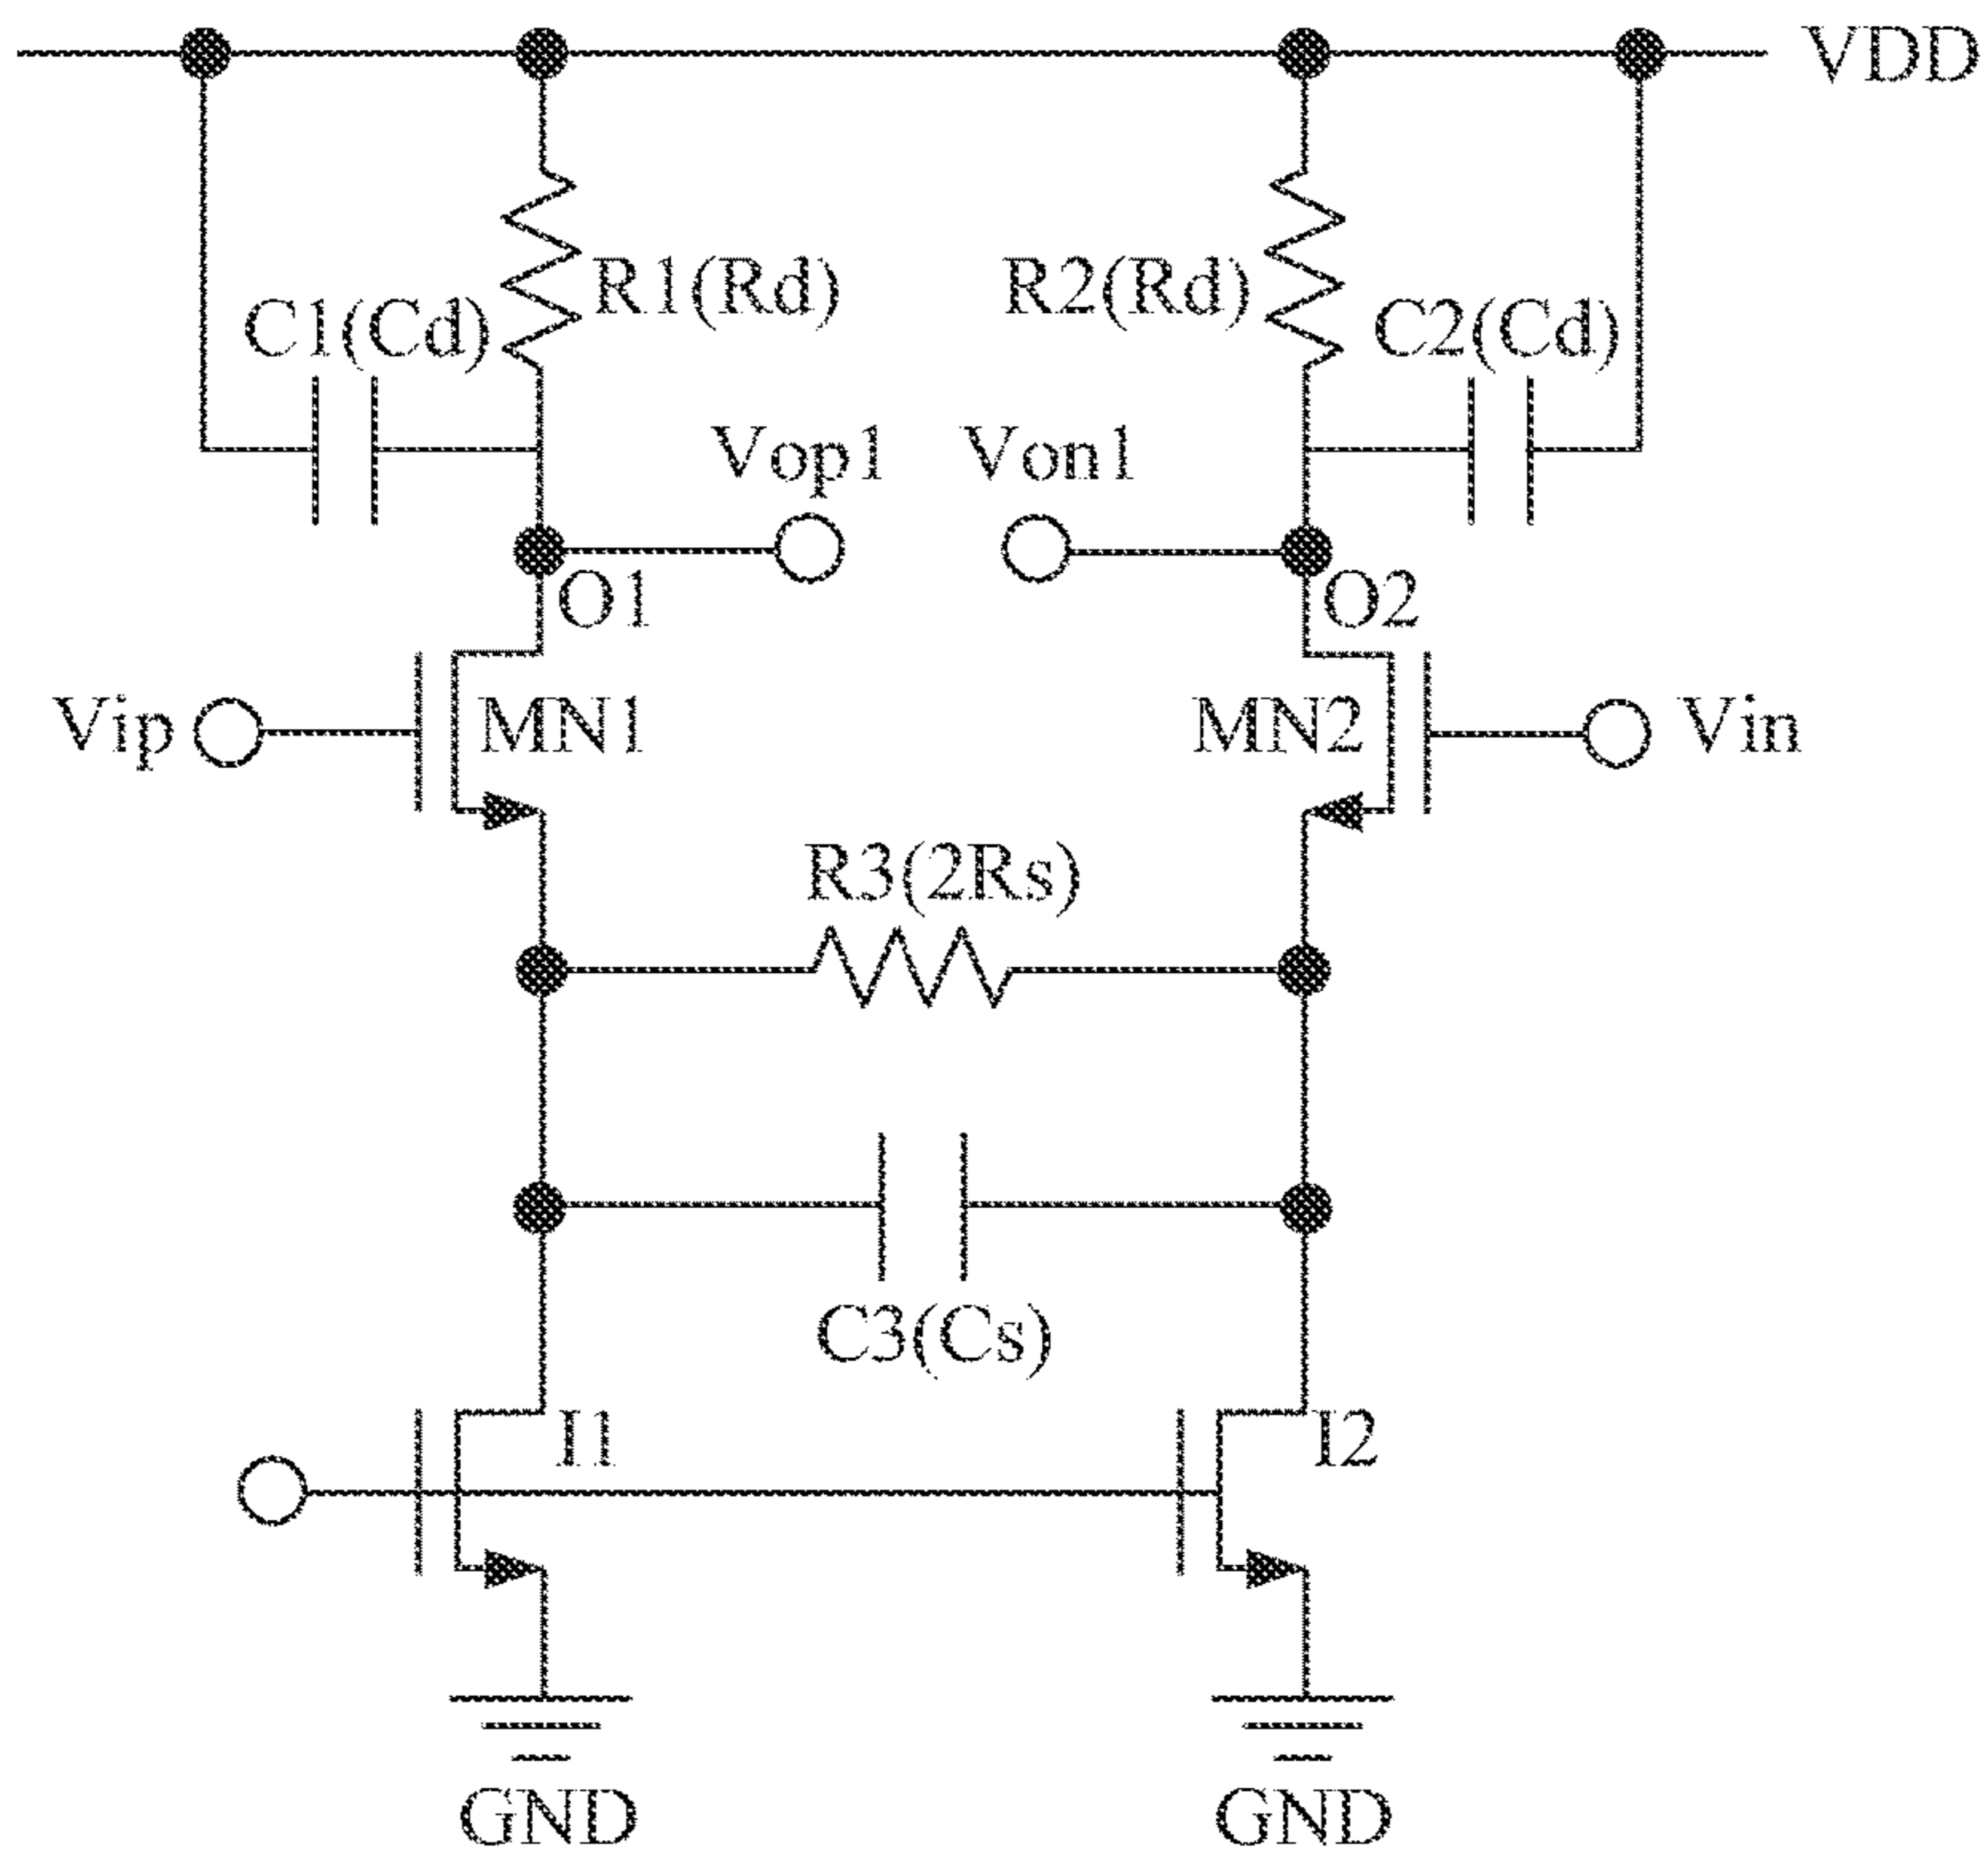 VDD
R1(Rd)
R2(Rd)
C1(Cd)
C2(Cd)
Vop1
Von1
O1
O2
Vip
MN1
MN2
Vin
R3(2Rs)
C3(Cs)
I1
I2
GND
GND